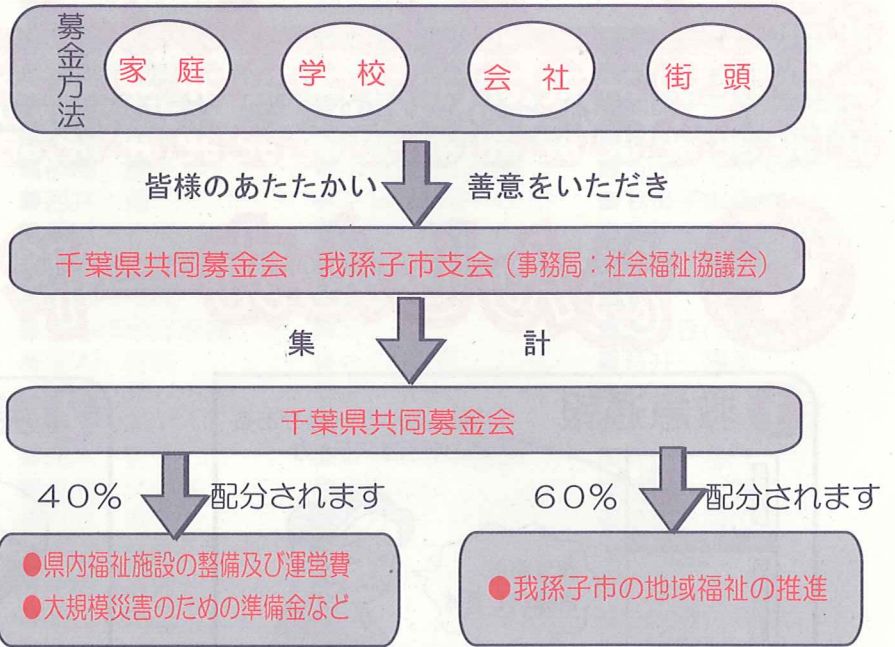 募金方法
家 庭
学 校
会 社
街 頭
皆様のあたたかい 善意をいただき
千葉県共同募金会 我孫子市支会(事務局:社会福祉協議会)
集 計
千葉県共同募金会
40% 配分されます
60% 配分されます
●県内福祉施設の整備及び運営費
●大規模災害のための準備金など
●我孫子市の地域福祉の推進